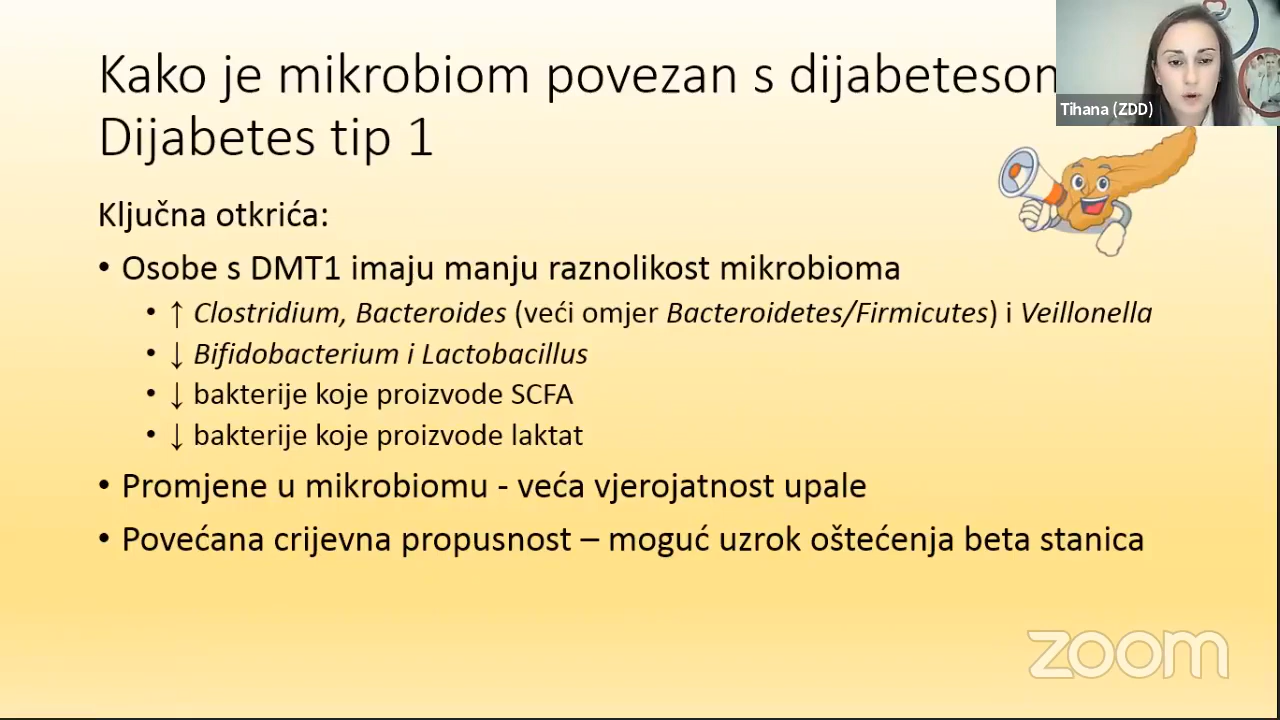 Kako je mikrobiom povezan s dijabetesom
Tihana (ZDD)
Dijabetes tip 1
Ključna otkrića:
• Osobe s DMT1 imaju manju raznolikost mikrobioma
• ↑ Clostridium, Bacteroides (veći omjer Bacteroidetes/Firmicutes) i Veillonella
• ↓ Bifidobacterium i Lactobacillus
• ↓ bakterije koje proizvode SCFA
• ↓ bakterije koje proizvode laktat
• Promjene u mikrobiomu - veća vjerojatnost upale
• Povećana crijevna propusnost – moguć uzrok oštećenja beta stanica
zoom